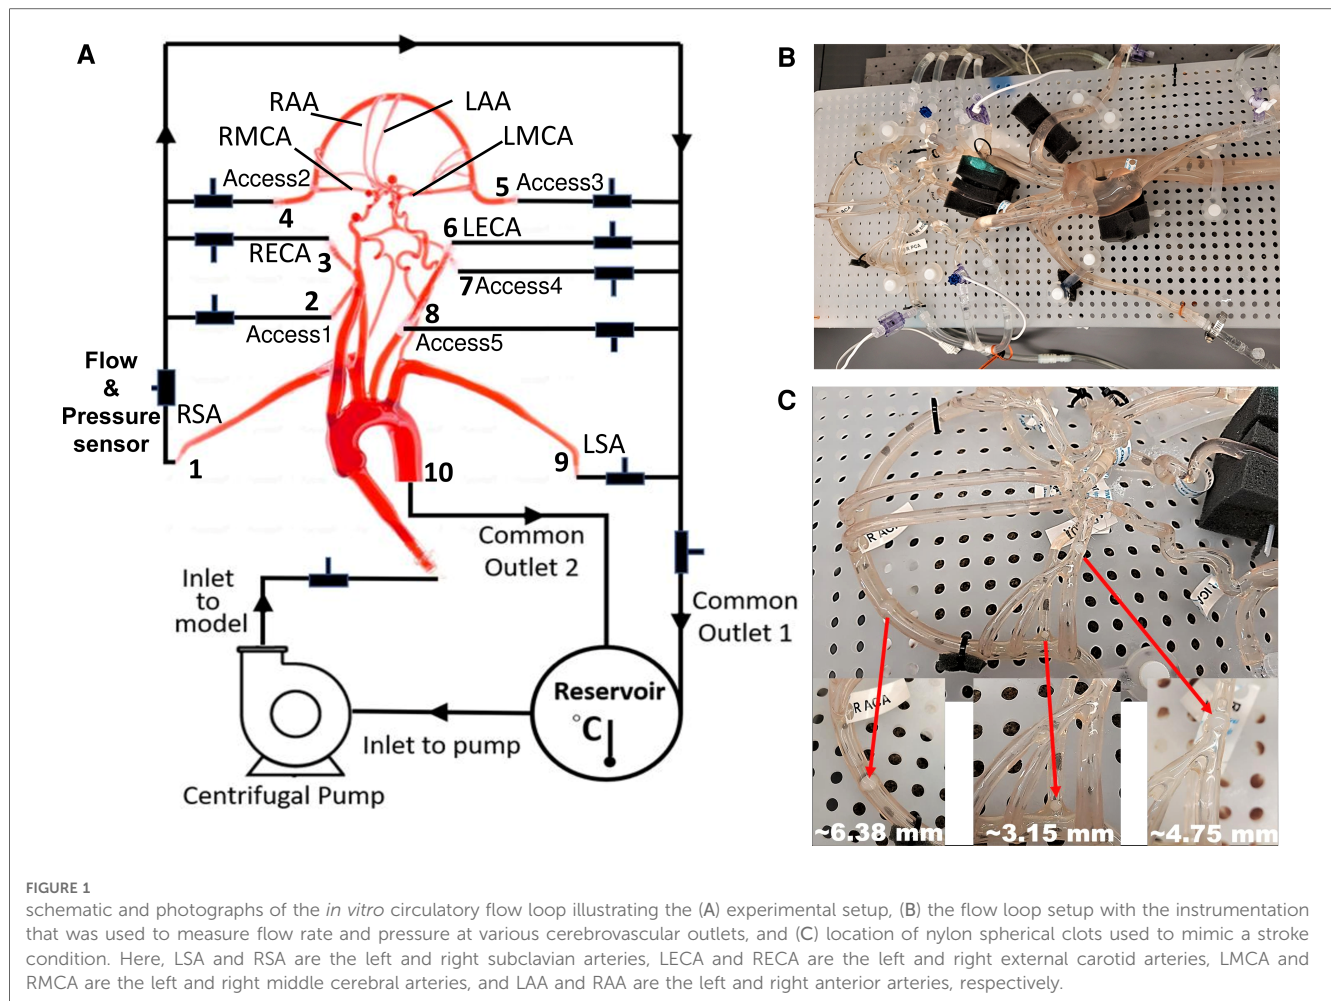 A
RAA
LAA
RMCA
LMCA
Access2
5 Access3
4
6 LECA
RECA
3
7 Access4
2
8
Access1
Access5
Flow
&
Pressure
sensor
RSA
LSA
1
10
9
Common
Outlet 2
Inlet
to
model
Common
Outlet 1
Reservoir
°C
Inlet to pump
Centrifugal Pump
B
C
R ACA
R ACA
~6.38 mm
~3.15 mm
~4.75 mm
FIGURE 1
schematic and photographs of the in vitro circulatory flow loop illustrating the (A) experimental setup, (B) the flow loop setup with the instrumentation
that was used to measure flow rate and pressure at various cerebrovascular outlets, and (C) location of nylon spherical clots used to mimic a stroke
condition. Here, LSA and RSA are the left and right subclavian arteries, LECA and RECA are the left and right external carotid arteries, LMCA and
RMCA are the left and right middle cerebral arteries, and LAA and RAA are the left and right anterior arteries, respectively.